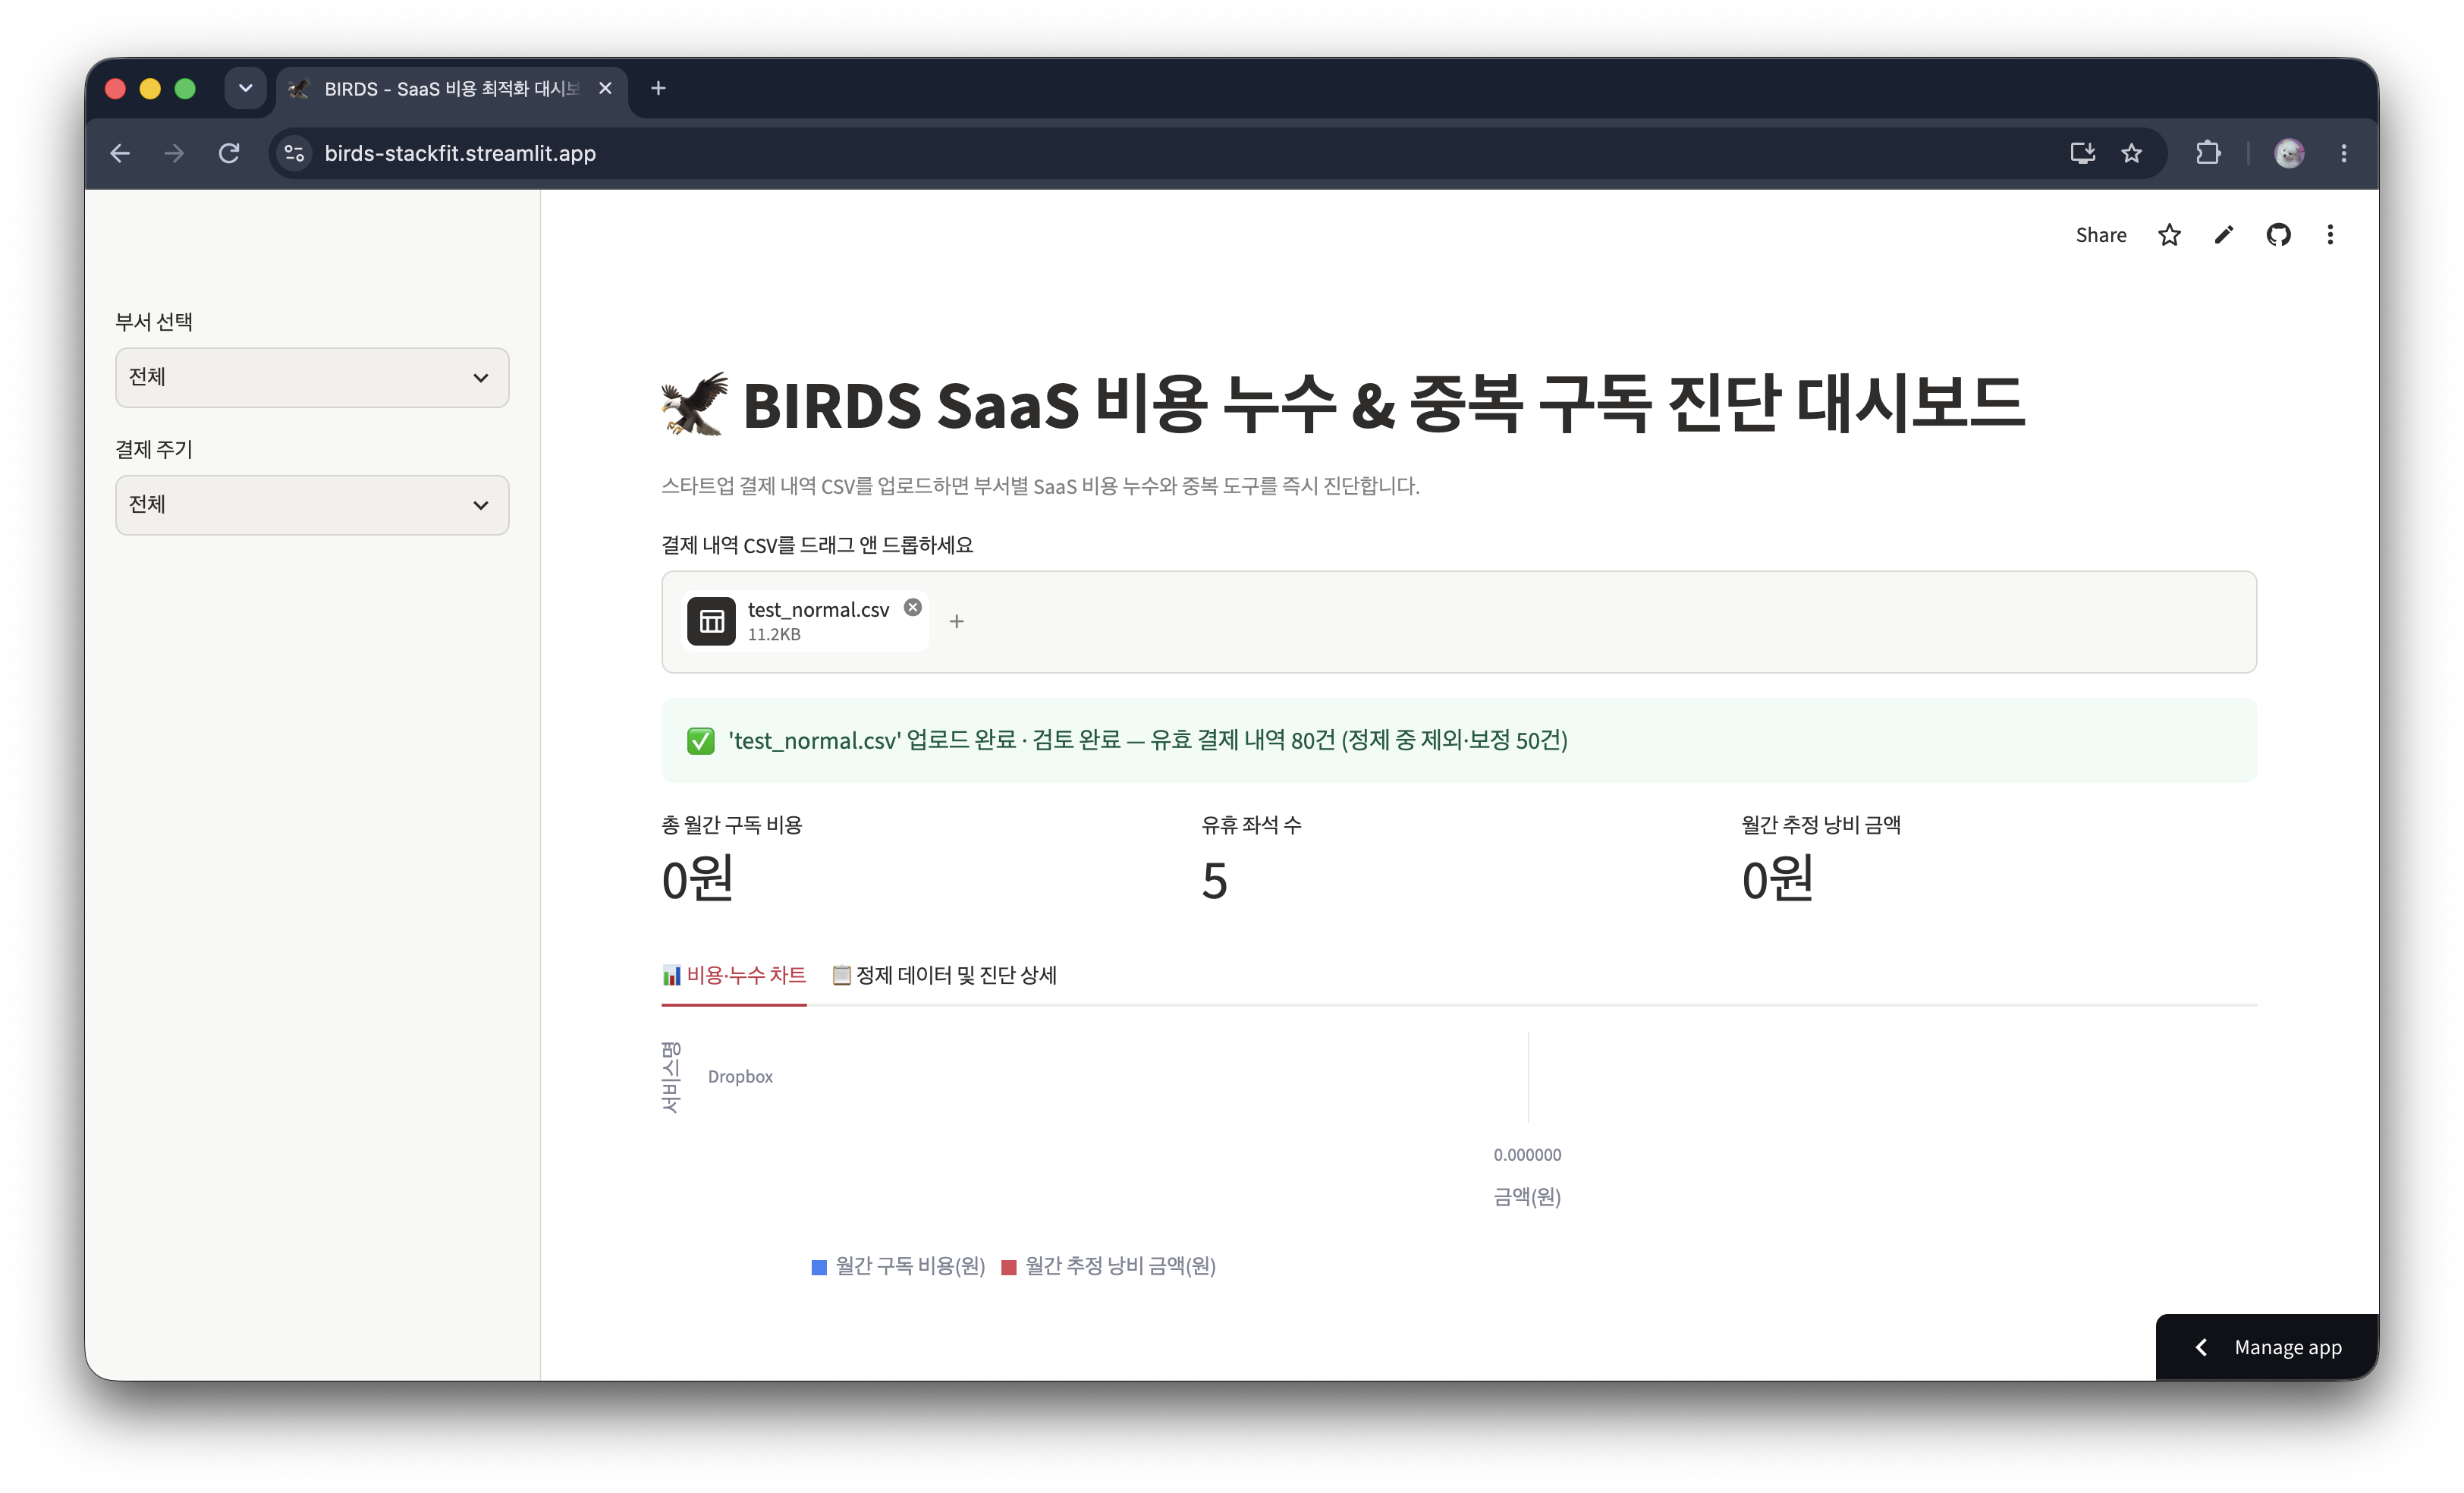 BIRDS - SaaS 비용 최적화 대시보
birds-stackfit.streamlit.app
Share
부서 선택
전체
결제 주기
전체
BIRDS SaaS 비용 누수 & 중복 구독 진단 대시보드
스타트업 결제 내역 CSV를 업로드하면 부서별 SaaS 비용 누수와 중복 도구를 즉시 진단합니다.
결제 내역 CSV를 드래그 앤 드롭하세요
test_normal.csv
11.2KB
'test_normal.csv' 업로드 완료 · 검토 완료 — 유효 결제 내역 80건 (정제 중 제외·보정 50건)
총 월간 구독 비용
0원
유휴 좌석 수
5
월간 추정 낭비 금액
0원
비용·누수 차트
정제 데이터 및 진단 상세
서비스명
Dropbox
0.000000
금액(원)
월간 구독 비용(원)
월간 추정 낭비 금액(원)
Manage app